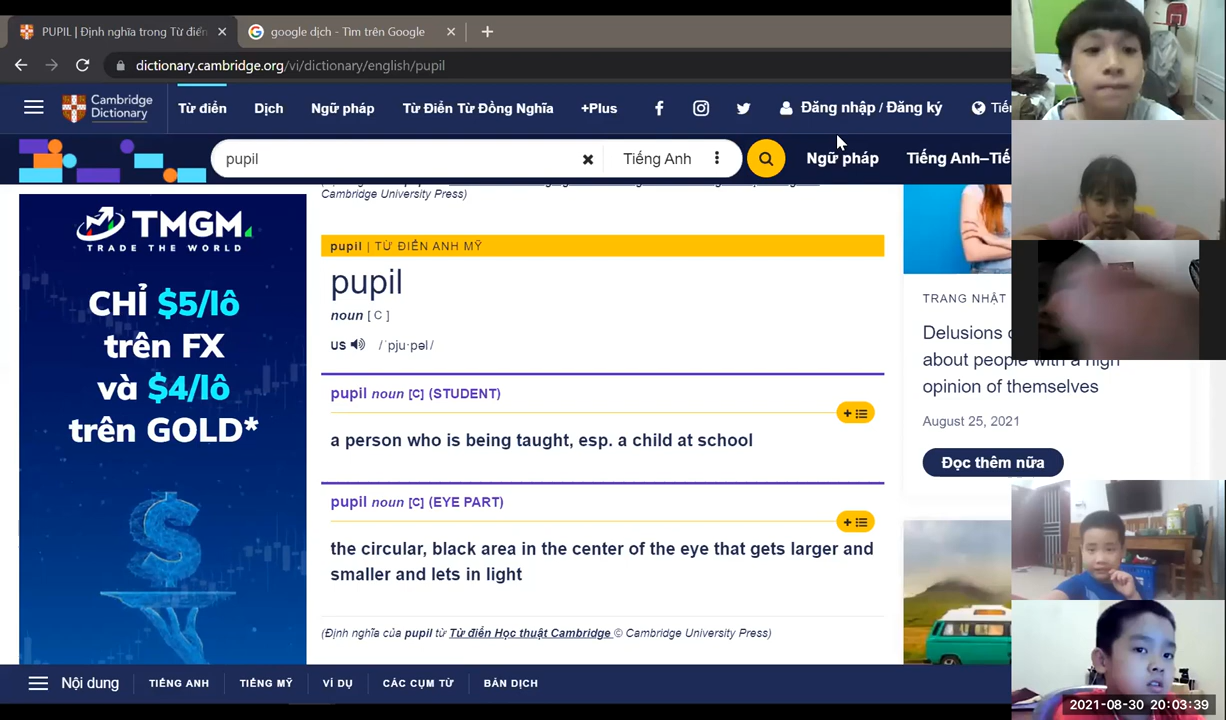 PUPIL | Định nghĩa trong Từ điển
google dịch - Tìm trên Google
dictionary.cambridge.org/vi/dictionary/english/pupil
Cambridge
Dictionary
Từ điển
Dịch
Ngữ pháp
Từ Điển Từ Đồng Nghĩa
+Plus
Đăng nhập / Đăng ký
pupil
Tiếng Anh
Ngữ pháp
Cambridge University Press)
TMGM
TRADE THE WORLD
CHỈ $5/lô
trên FX
và $4/lô
trên GOLD*
pupil | TỪ ĐIỂN ANH MỸ
pupil
noun [ C ]
US /ˈpju·pəl/
pupil noun [C] (STUDENT)
a person who is being taught, esp. a child at school
pupil noun [C] (EYE PART)
the circular, black area in the center of the eye that gets larger and
smaller and lets in light
(Định nghĩa của pupil từ Từ điển Học thuật Cambridge © Cambridge University Press)
TRANG NHẬT
Delusions
about people with a high
opinion of themselves
August 25, 2021
Đọc thêm nữa
Nội dung
TIẾNG ANH
TIẾNG MỸ
VÍ DỤ
CÁC CỤM TỪ
BẢN DỊCH
2021-08-30 20:03:39